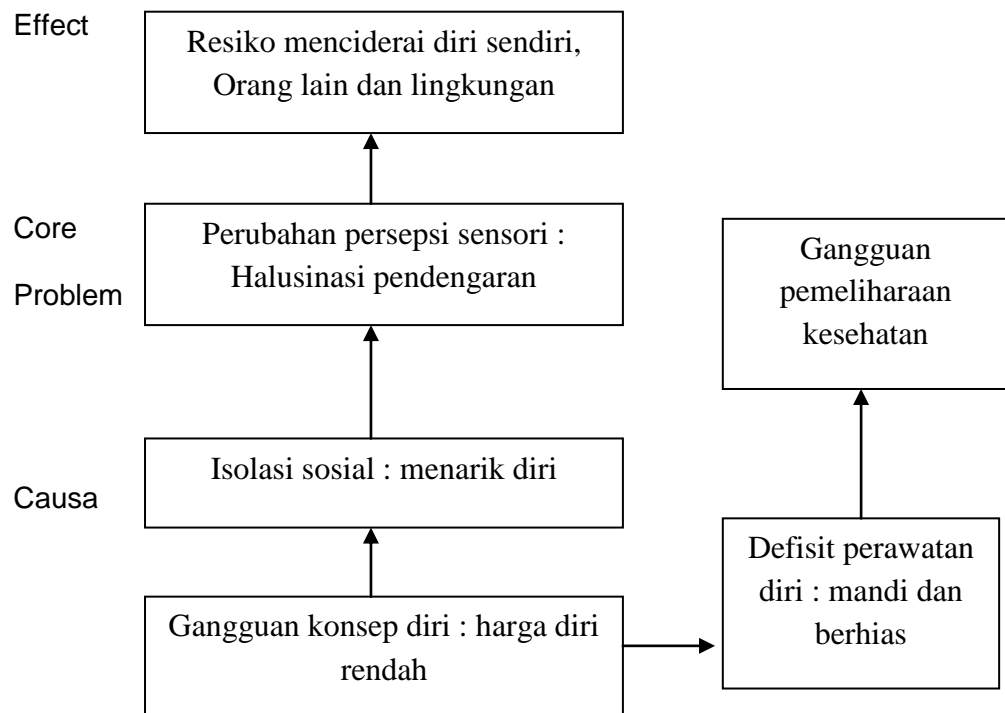 Effect
Resiko menciderai diri sendiri,
Orang lain dan lingkungan
Core
Problem
Perubahan persepsi sensori :
Halusinasi pendengaran
Gangguan
pemeliharaan
kesehatan
Causa
Isolasi sosial : menarik diri
Defisit perawatan
diri : mandi dan
berhias
Gangguan konsep diri : harga diri
rendah